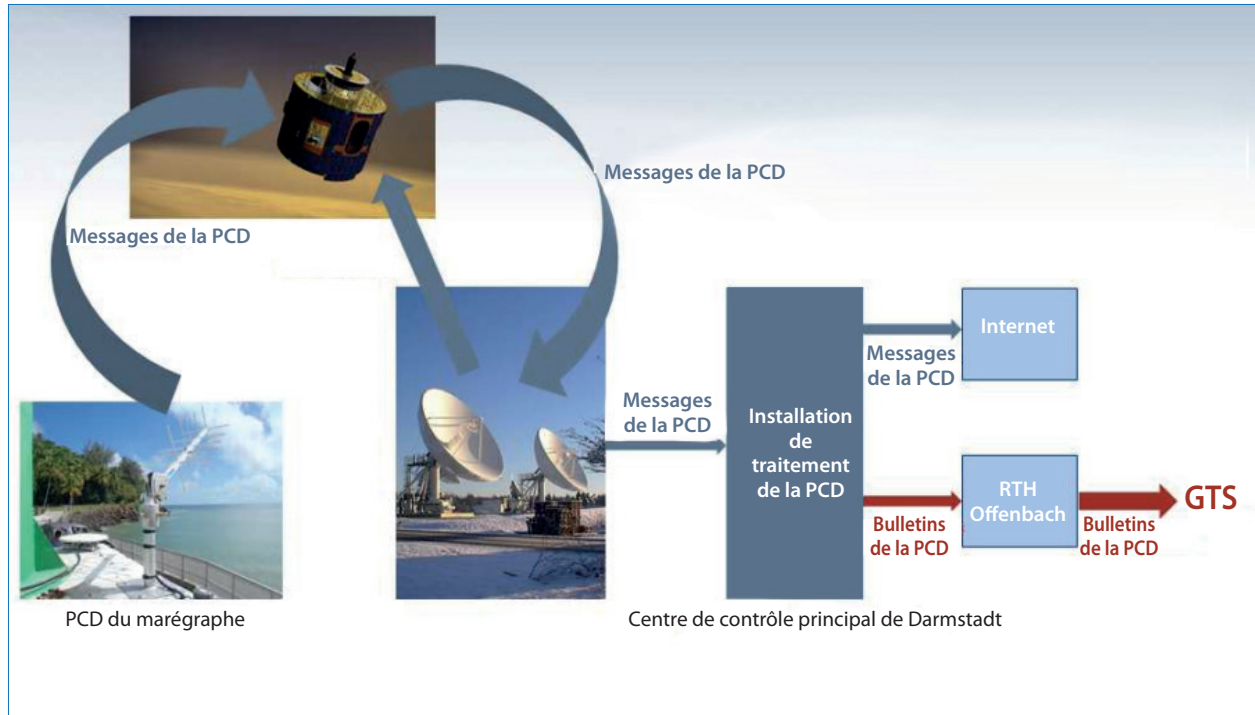 Messages de la PCD
Messages de la PCD
Messages
de la PCD
Installation
de
traitement
de la PCD
Messages
de la PCD
Internet
Bulletins
de la PCD
RTH
Offenbach
Bulletins
de la PCD
GTS
PCD du marégraphe
Centre de contrôle principal de Darmstadt